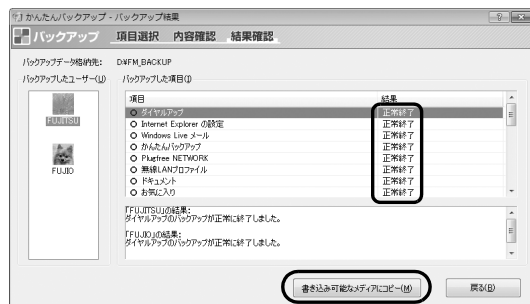 かんたんバックアップ - バックアップ結果
バックアップ 項目選択 内容確認 結果確認
バックアップデータ格納先: D:¥FM_BACKUP
バックアップしたユーザー(U) バックアップした項目(I)
FUJITSU
FUJIO
項目 結果
ダイヤルアップ 正常終了
Internet Explorer の設定 正常終了
Windows Live メール 正常終了
かんたんバックアップ 正常終了
Plugfree NETWORK 正常終了
無線LANプロファイル 正常終了
ドキュメント 正常終了
お気に入り 正常終了
「FUJITSU」の結果:
ダイヤルアップのバックアップが正常に終了しました。
「FUJIO」の結果:
ダイヤルアップのバックアップが正常に終了しました。
書き込み可能なメディアにコピー(M) 戻る(B)